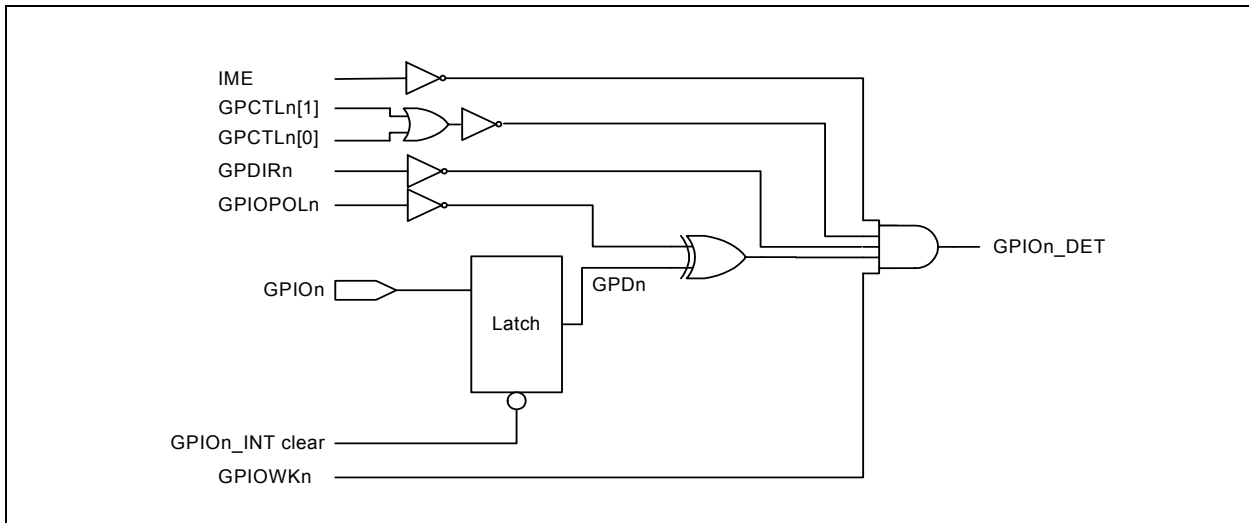 IME
GPCTLn[1]
GPCTLn[0]
GPDIRn
GPIOPOLn
GPIOn_DET
GPIOn
GPDn
Latch
GPIOn_INT clear
GPIOWKn